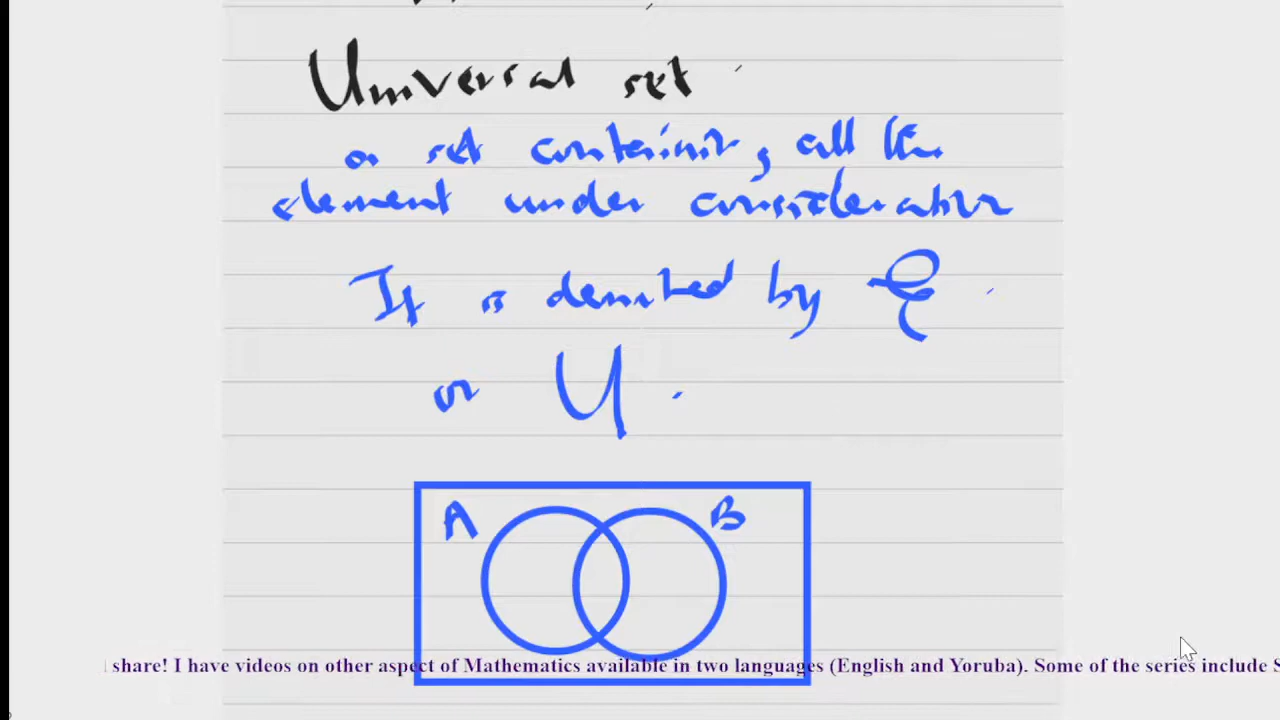 Universal set
a set containing all the
element under consideration
It is denoted by ξ
or U.
A B
share! I have videos on other aspect of Mathematics available in two languages (English and Yoruba). Some of the series include S